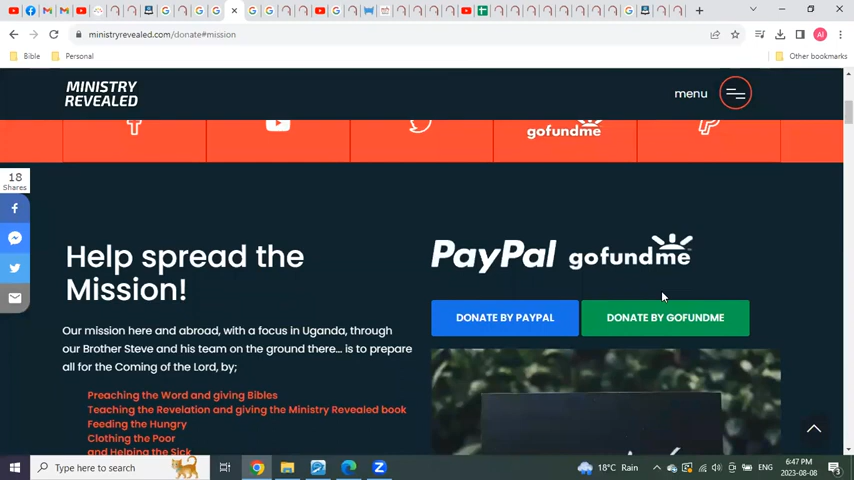 ministryrevealed.com/donate#mission
AI
Bible
Personal
Other bookmarks
MINISTRY
REVEALED
menu
gofundme
18
Shares
Help spread the
Mission!
PayPal gofundme
DONATE BY PAYPAL
DONATE BY GOFUNDME
Our mission here and abroad, with a focus in Uganda, through
our Brother Steve and his team on the ground there... is to prepare
all for the Coming of the Lord, by;
Preaching the Word and giving Bibles
Teaching the Revelation and giving the Ministry Revealed book
Feeding the Hungry
Clothing the Poor
and Helping the Sick
Type here to search
18°C Rain
ENG
6:47 PM
2023-08-08
3